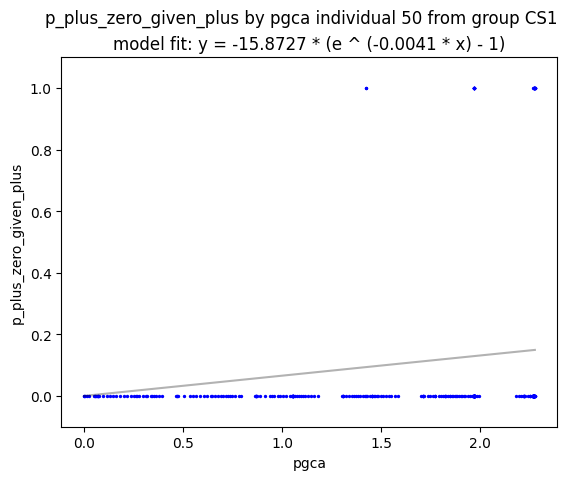 p_plus_zero_given_plus by pgca individual 50 from group CS1
model fit: y = -15.8727 * (e ^ (-0.0041 * x) - 1)
1.0
0.8
0.6
0.4
0.2
0.0
p_plus_zero_given_plus
0.0 0.5 1.0 1.5 2.0
pgca